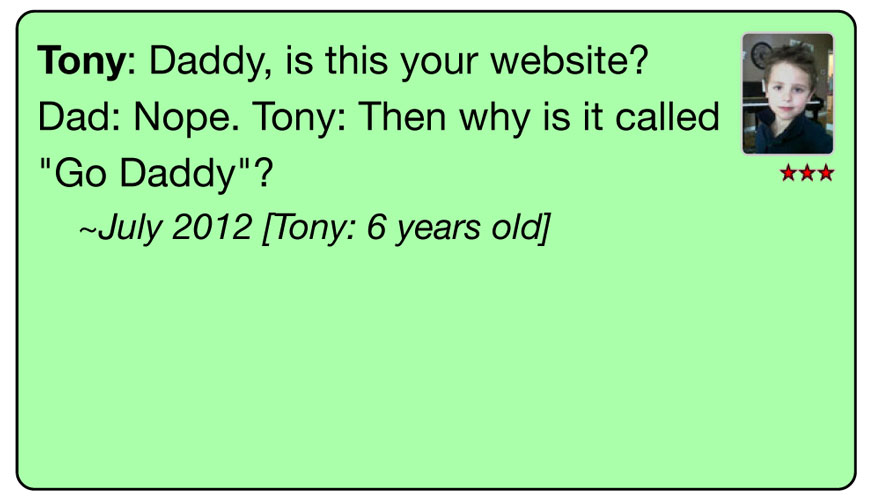 Tony: Daddy, is this your website?
Dad: Nope. Tony: Then why is it called
"Go Daddy"?
~July 2012 [Tony: 6 years old]